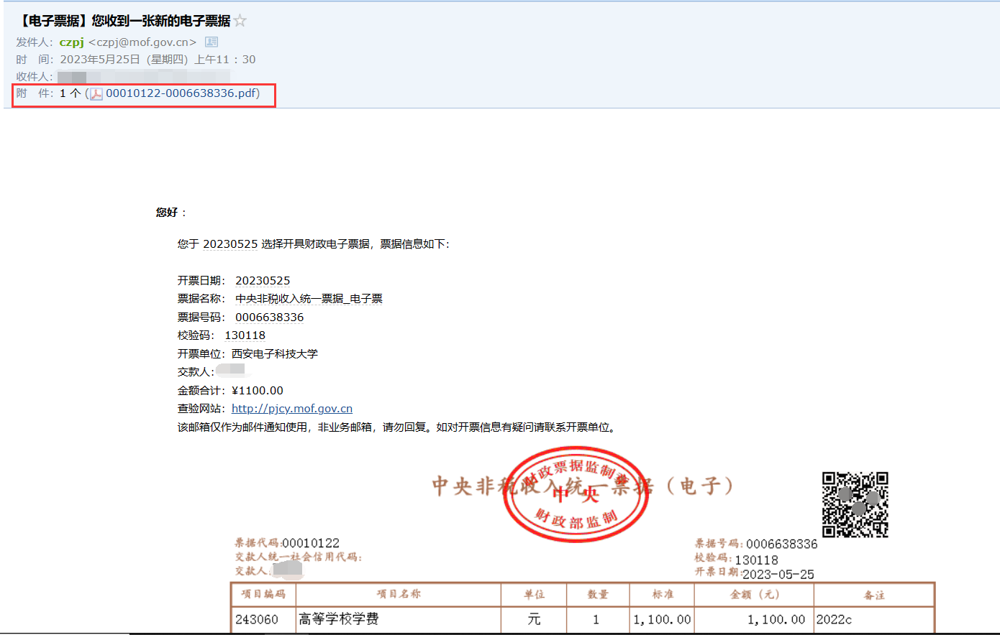 【电子票据】您收到一张新的电子票据
发件人：czpj <czpj@mof.gov.cn>
时　间：2023年5月25日（星期四）上午11：30
收件人：
附　件：1 个 (00010122-0006638336.pdf)
您好：
您于 20230525 选择开具财政电子票据，票据信息如下：
开票日期： 20230525
票据名称： 中央非税收入统一票据_电子票
票据号码： 0006638336
校验码： 130118
开票单位：西安电子科技大学
交款人：
金额合计：¥1100.00
查验网站：http://pjcy.mof.gov.cn
该邮箱仅作为邮件通知使用，非业务邮箱，请勿回复。如对开票信息有疑问请联系开票单位。
中央非税收入统一票据（电子）
财政票据监制章
中央
财政部监制
票据代码:00010122 票据号码:0006638336
交款人统一社会信用代码: 校验码:130118
交款人: 开票日期:2023-05-25
项目编码 项目名称 单位 数量 标准 金额（元） 备注
243060 高等学校学费 元 1 1,100.00 1,100.00 2022c